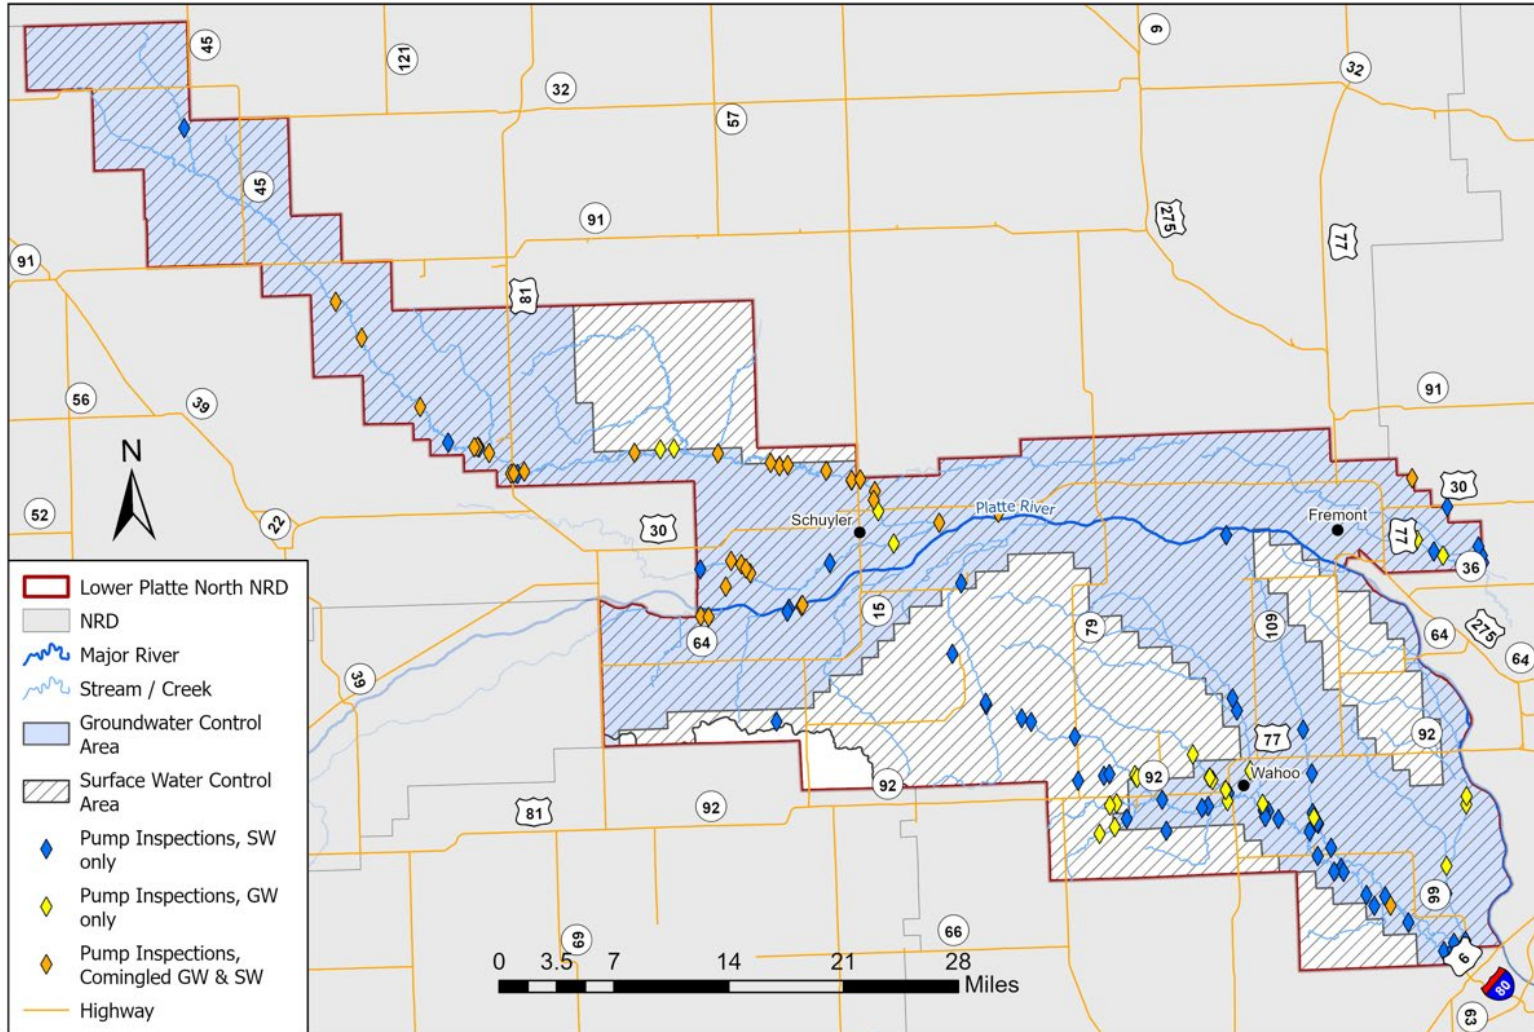 45
121
9
32
32
57
45
91
275
77
91
81
56
39
91
N
30
52
22
30
Platte River
Schuyler
Fremont
77
36
15
79
109
64
275
64
64
39
77
92
Wahoo
92
92
92
81
66
66
69
6
80
63
Lower Platte North NRD
NRD
Major River
Stream / Creek
Groundwater Control
Area
Surface Water Control
Area
Pump Inspections, SW
only
Pump Inspections, GW
only
Pump Inspections,
Comingled GW & SW
Highway
0 3.5 7 14 21 28
Miles